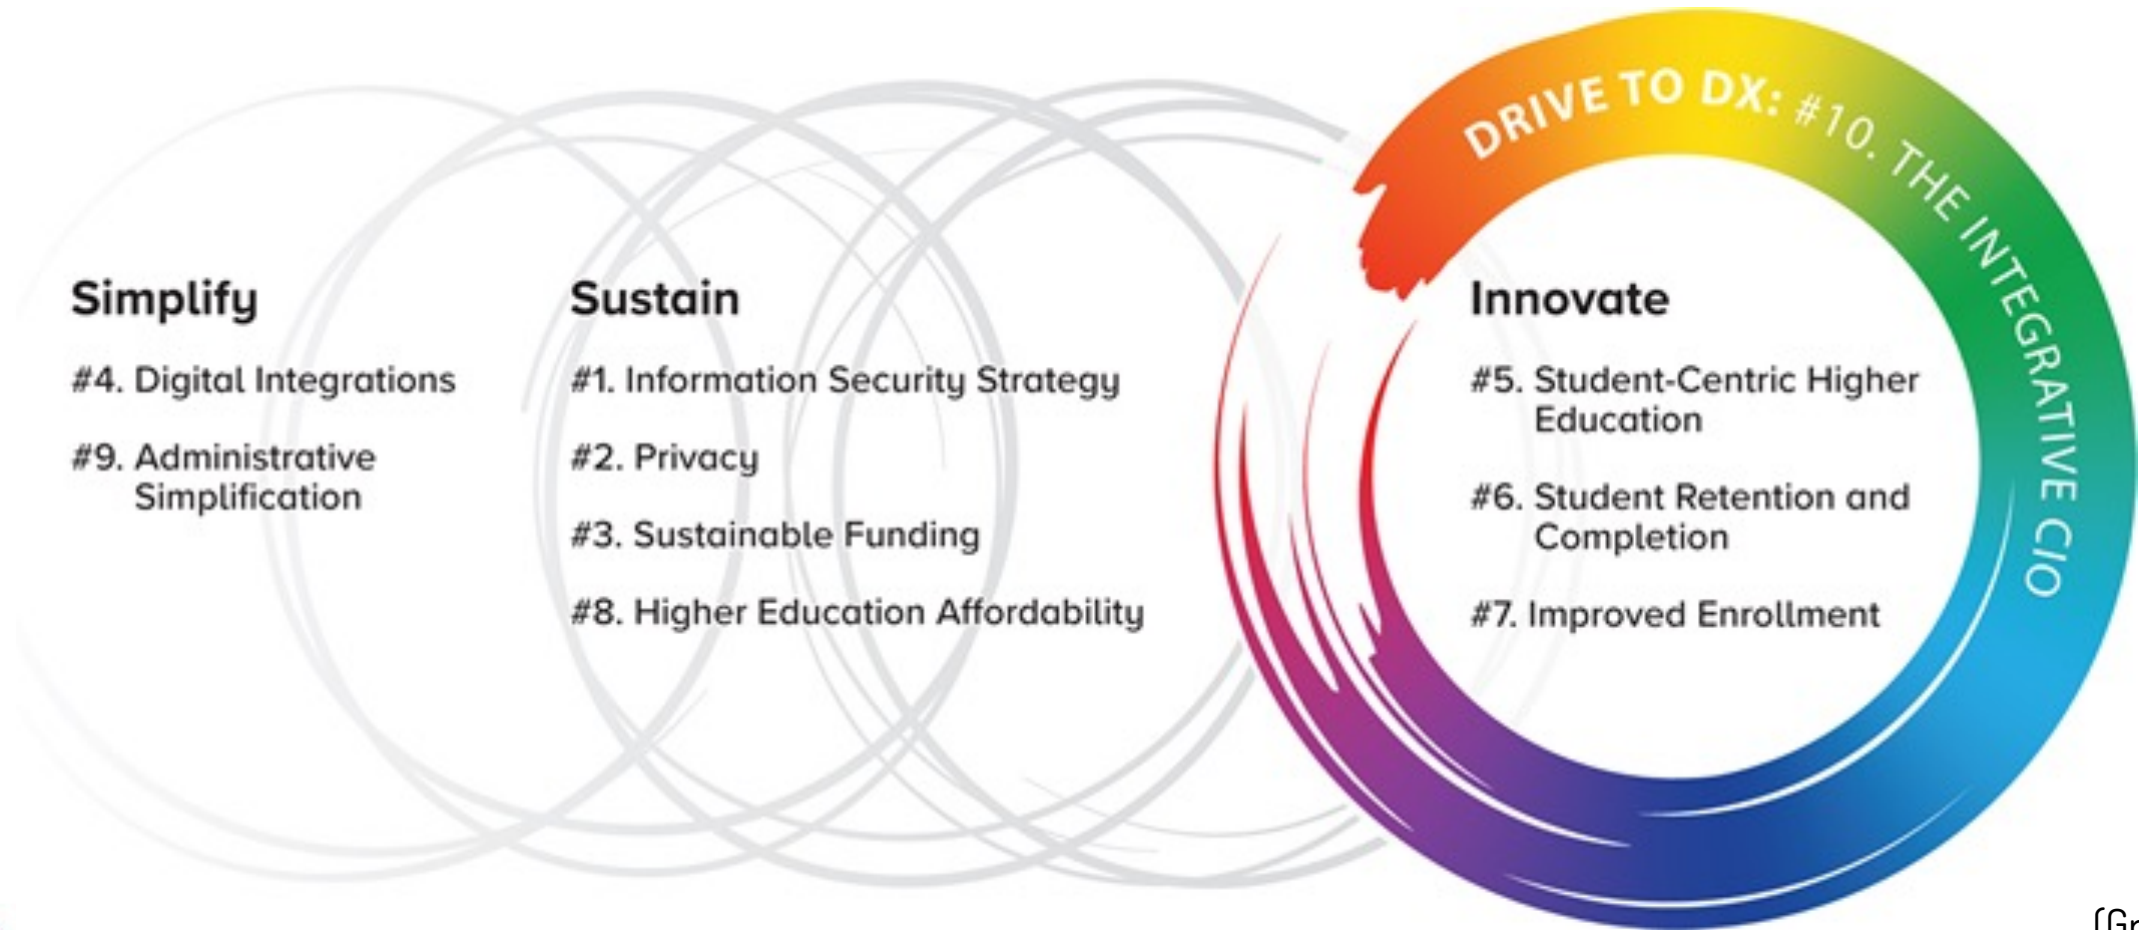 DRIVE TO DX: #10. THE INTEGRATIVE CIO
Simplify
#4. Digital Integrations
#9. Administrative
Simplification
Sustain
#1. Information Security Strategy
#2. Privacy
#3. Sustainable Funding
#8. Higher Education Affordability
Innovate
#5. Student-Centric Higher
Education
#6. Student Retention and
Completion
#7. Improved Enrollment